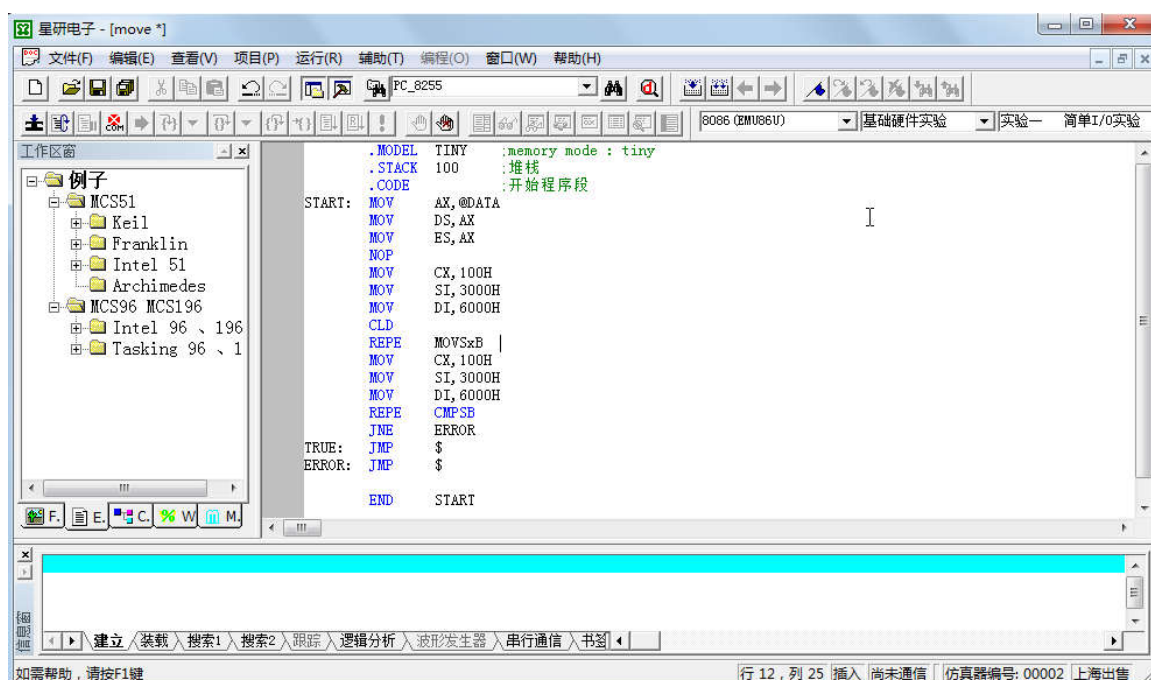 星研电子 - [move *]
文件(F) 编辑(E) 查看(V) 项目(P) 运行(R) 辅助(T) 编程(O) 窗口(W) 帮助(H)
PC_8255
8086 (EMU86U) 基础硬件实验 实验一 简单I/O实验
工作区窗
例子
MCS51
Keil
Franklin
Intel 51
Archimedes
MCS96 MCS196
Intel 96 、196
Tasking 96 、1
F. E. C. W M.
.MODEL TINY ;memory mode : tiny
.STACK 100 ;堆栈
.CODE ;开始程序段
START: MOV AX,@DATA
MOV DS,AX
MOV ES,AX
NOP
MOV CX,100H
MOV SI,3000H
MOV DI,6000H
CLD
REPE MOVSxB
MOV CX,100H
MOV SI,3000H
MOV DI,6000H
REPE CMPSB
JNE ERROR
TRUE: JMP $
ERROR: JMP $
END START
信息窗
建立 装载 搜索1 搜索2 跟踪 逻辑分析 波形发生器 串行通信 书签
如需帮助，请按F1键
行 12 , 列 25 插入 尚未通信 仿真器编号: 00002 上海出售